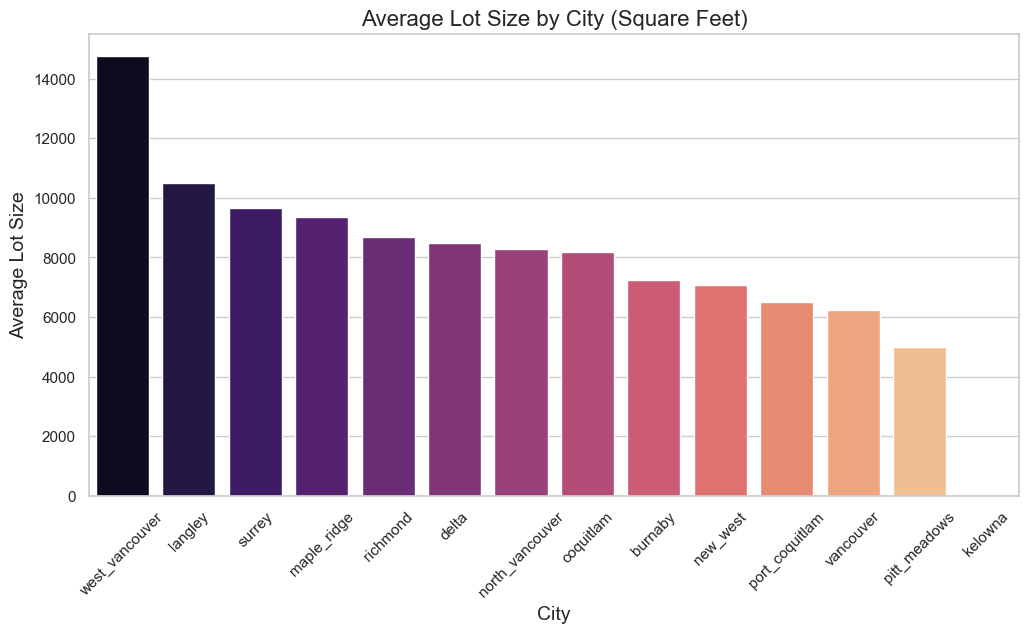 Average Lot Size by City (Square Feet)
Average Lot Size
14000
12000
10000
8000
6000
4000
2000
0
west_vancouver
langley
surrey
maple_ridge
richmond
delta
north_vancouver
coquitlam
burnaby
new_west
port_coquitlam
vancouver
pitt_meadows
kelowna
City